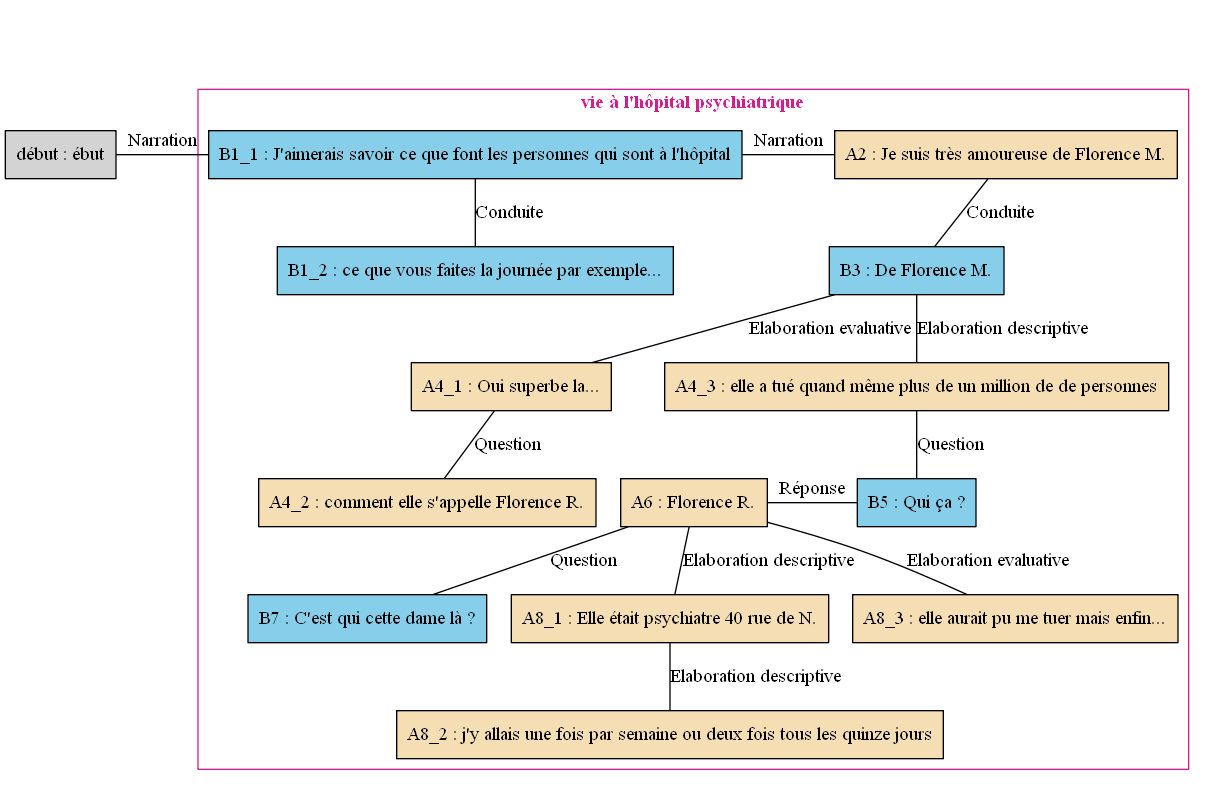 vie à l'hôpital psychiatrique
début : ébut
Narration
B1_1 : J'aimerais savoir ce que font les personnes qui sont à l'hôpital
Narration
A2 : Je suis très amoureuse de Florence M.
Conduite
Conduite
B1_2 : ce que vous faites la journée par exemple...
B3 : De Florence M.
Elaboration evaluative
Elaboration descriptive
A4_1 : Oui superbe la...
A4_3 : elle a tué quand même plus de un million de de personnes
Question
Question
A4_2 : comment elle s'appelle Florence R.
A6 : Florence R.
Réponse
B5 : Qui ça ?
Question
Elaboration descriptive
Elaboration evaluative
B7 : C'est qui cette dame là ?
A8_1 : Elle était psychiatre 40 rue de N.
A8_3 : elle aurait pu me tuer mais enfin...
Elaboration descriptive
A8_2 : j'y allais une fois par semaine ou deux fois tous les quinze jours